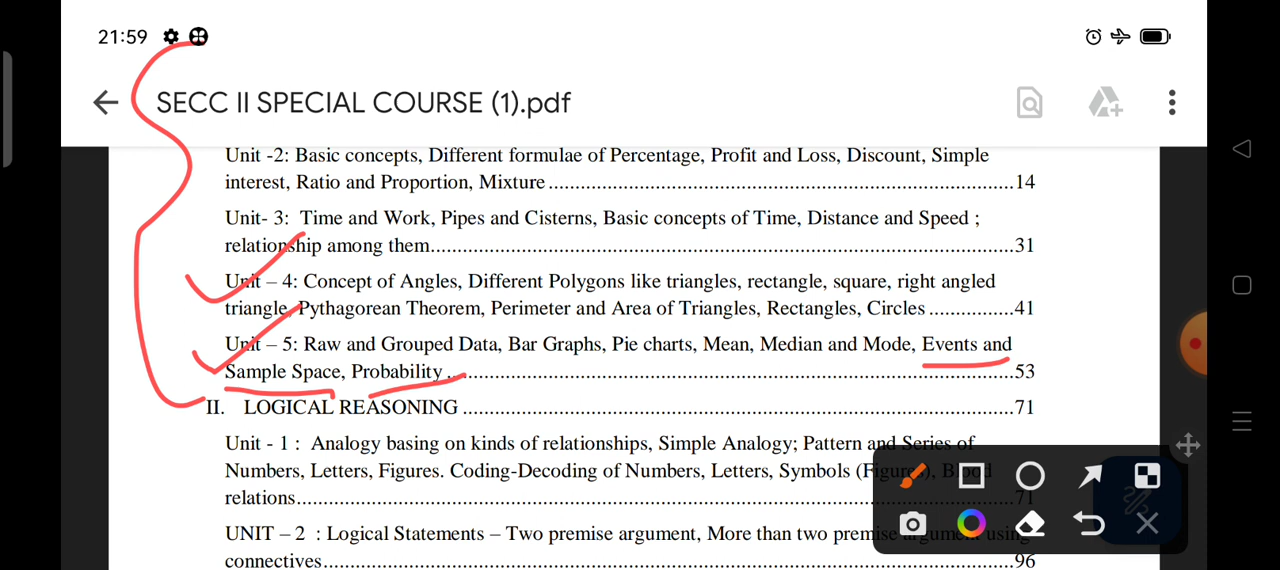 21:59
SECC II SPECIAL COURSE (1).pdf
Unit -2: Basic concepts, Different formulae of Percentage, Profit and Loss, Discount, Simple
interest, Ratio and Proportion, Mixture ..........14
Unit- 3: Time and Work, Pipes and Cisterns, Basic concepts of Time, Distance and Speed ;
relationship among them..........31
Unit – 4: Concept of Angles, Different Polygons like triangles, rectangle, square, right angled
triangle, Pythagorean Theorem, Perimeter and Area of Triangles, Rectangles, Circles ..........41
Unit – 5: Raw and Grouped Data, Bar Graphs, Pie charts, Mean, Median and Mode, Events and
Sample Space, Probability ..........53
II. LOGICAL REASONING ..........71
Unit - 1 : Analogy basing on kinds of relationships, Simple Analogy; Pattern and Series of
Numbers, Letters, Figures. Coding-Decoding of Numbers, Letters, Symbols (Figures), Blood
relations..........71
UNIT – 2 : Logical Statements – Two premise argument, More than two premise argument using
connectives..........96